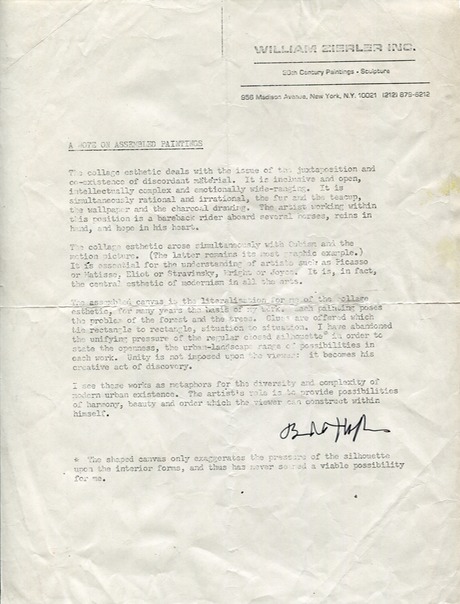 WILLIAM ZIERLER INC.
20th Century Paintings - Sculpture
956 Madison Avenue, New York, N.Y. 10021 (212) 879-8212
A NOTE ON ASSEMBLED PAINTINGS
The collage esthetic deals with the issue of the juxtaposition and
co-existence of discordant material. It is inclusive and open,
intellectually complex and emotionally wide-ranging. It is
simultaneously rational and irrational, the fur and the teacup,
the wallpaper and the charcoal drawing. The artist working within
this position is a bareback rider aboard several horses, reins in
hand, and hope in his heart.
The collage esthetic arose simultaneously with Cubism and the
motion picture. (The latter remains its most graphic example.)
It is essential for the understanding of artists such as Picasso
or Matisse, Eliot or Stravinsky, Wright or Joyce. It is, in fact,
the central esthetic of modernism in all the arts.
The assembled canvas is the literalization for me of the collage
esthetic, for many years the basis of my work. Each painting poses
the problem of the forest and the trees. Clues are offered which
tie rectangle to rectangle, situation to situation. I have abandoned
the unifying pressure of the regular closed silhouette* in order to
state the openness, the urban-landscape range of possibilities in
each work. Unity is not imposed upon the viewer: it becomes his
creative act of discovery.
I see these works as metaphors for the diversity and complexity of
modern urban existence. The artist's role is to provide possibilities
of harmony, beauty and order which the viewer can construct within
himself.
* The shaped canvas only exaggerates the pressure of the silhouette
upon the interior forms, and thus has never seemed a viable possibility
for me.